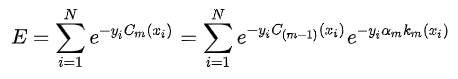 $$E = \sum_{i=1}^{N} e^{-y_i C_m(x_i)} = \sum_{i=1}^{N} e^{-y_i C_{(m-1)}(x_i)} e^{-y_i \alpha_m k_m(x_i)}$$